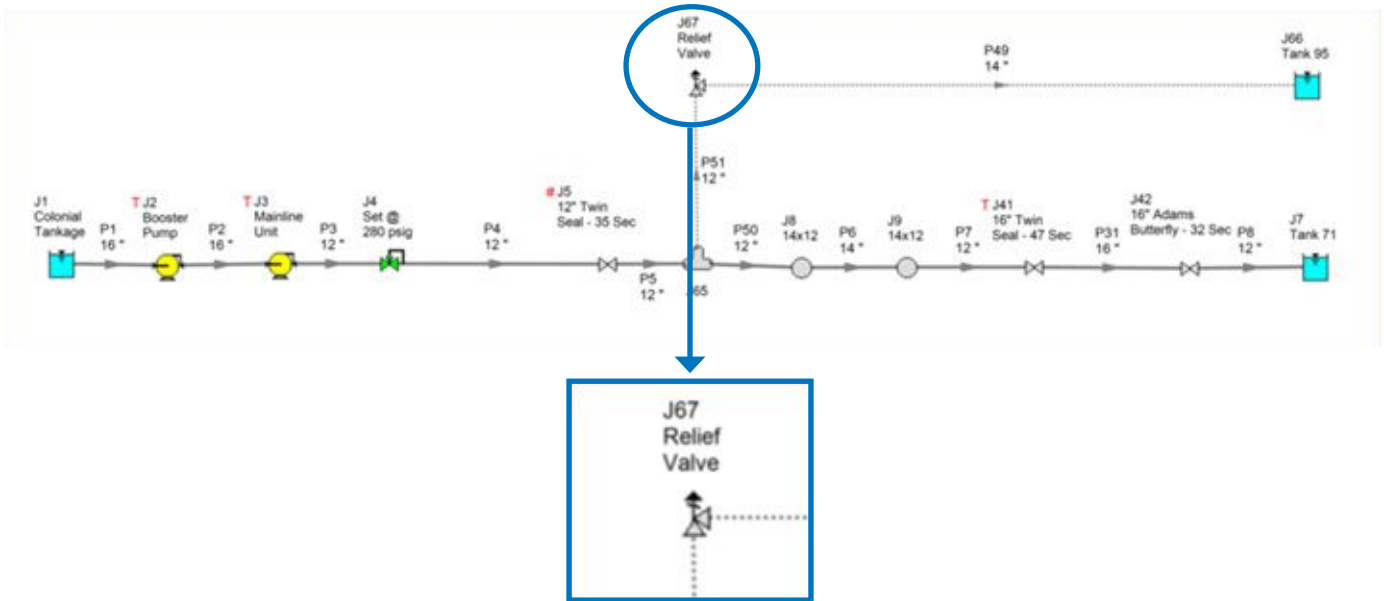 J67
Relief
Valve
P49
14 "
J66
Tank 95
P51
12 "
J1
Colonial
Tankage
P1
16 "
T J2
Booster
Pump
P2
16 "
T J3
Mainline
Unit
P3
12 "
J4
Set @
280 psig
P4
12 "
# J5
12" Twin
Seal - 35 Sec
P5
12 "
P50
12 "
J8
14x12
P6
14 "
J9
14x12
P7
12 "
T J41
16" Twin
Seal - 47 Sec
P31
16 "
J42
16" Adams
Butterfly - 32 Sec
P8
12 "
J7
Tank 71
J67
Relief
Valve